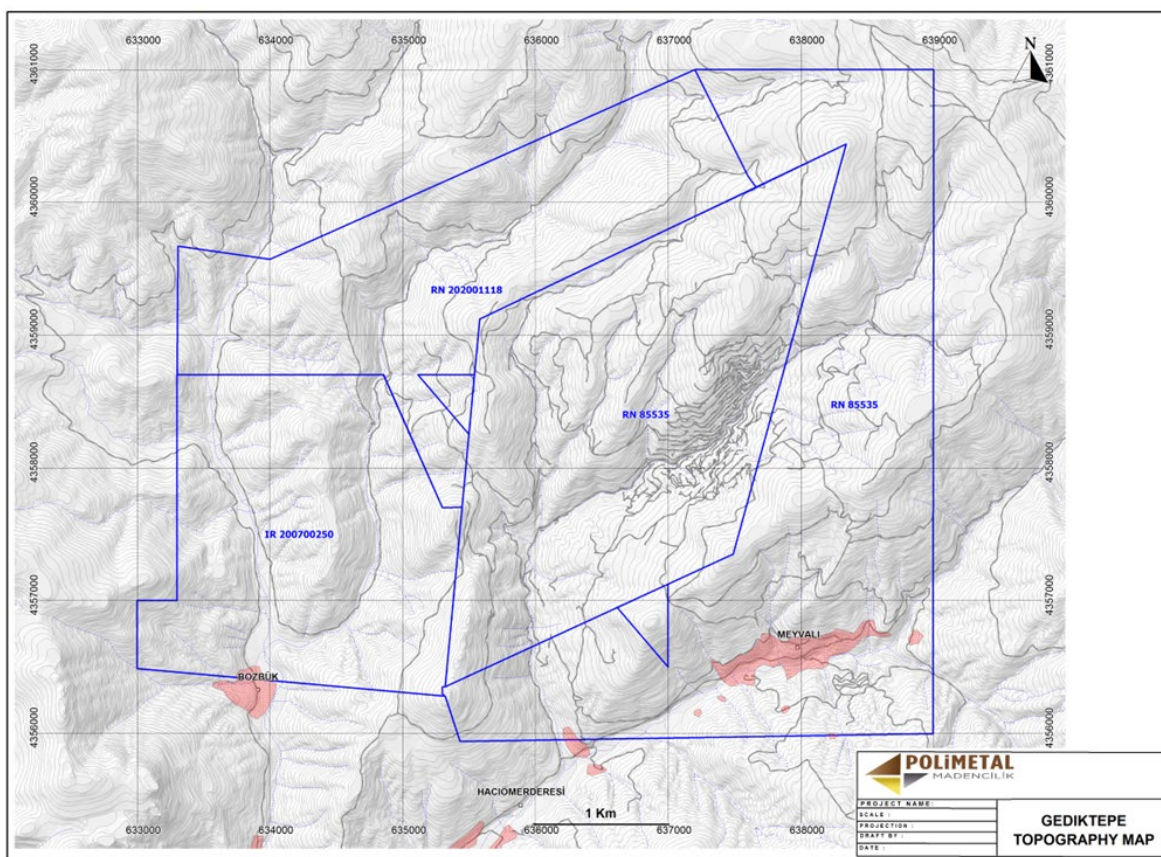 633000 634000 635000 636000 637000 638000 639000
N
4361000 4361000
4360000 4360000
RN 202001118
4359000 4359000
RN 85535 RN 85535
4358000 4358000
IR 200700250
4357000 4357000
MEYVALI
BOZBÜK
4356000 4356000
HACIÖMERDERESİ
1 Km
633000 634000 635000 636000 637000 638000
POLİMETAL
MADENCİLİK
PROJECT NAME:
SCALE :
PROJECTION :
DRAFT BY :
DATE :
GEDIKTEPE
TOPOGRAPHY MAP